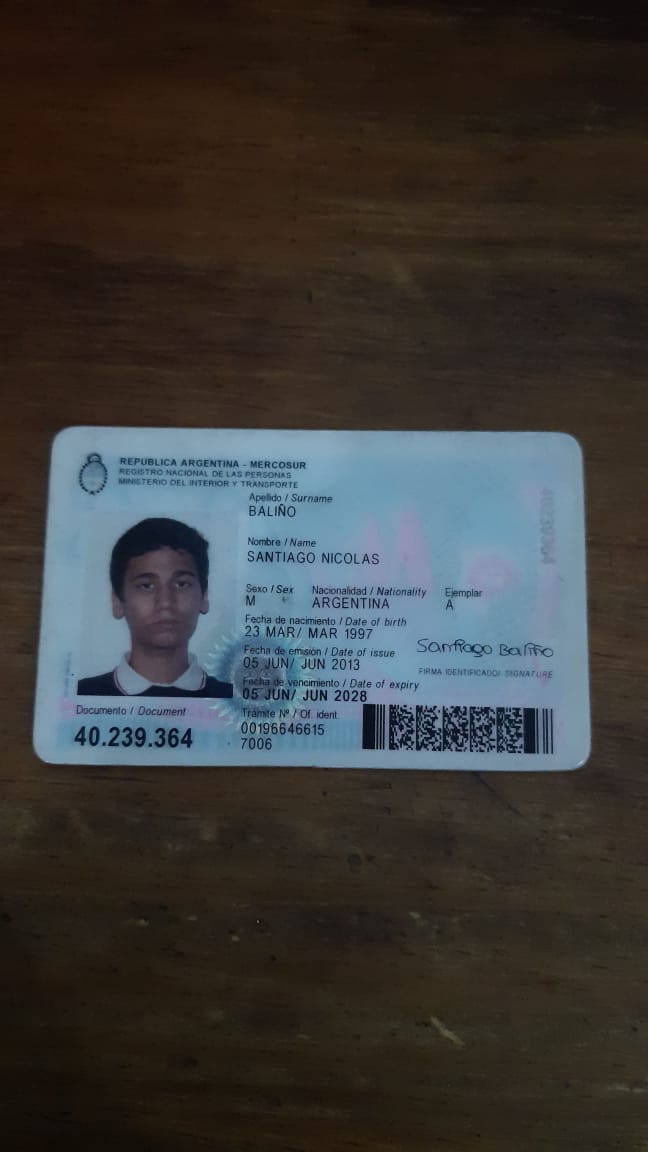 REPUBLICA ARGENTINA - MERCOSUR
REGISTRO NACIONAL DE LAS PERSONAS
MINISTERIO DEL INTERIOR Y TRANSPORTE
Apellido / Surname
BALIÑO
Nombre / Name
SANTIAGO NICOLAS
Sexo / Sex Nacionalidad / Nationality Ejemplar
M ARGENTINA A
Fecha de nacimiento / Date of birth
23 MAR/ MAR 1997
Fecha de emisión / Date of issue
05 JUN/ JUN 2013
Santiago Baliño
FIRMA IDENTIFICADO/ SIGNATURE
Fecha de vencimiento / Date of expiry
05 JUN/ JUN 2028
Documento / Document
40.239.364
Trámite Nº / Of. ident.
00196646615
7006